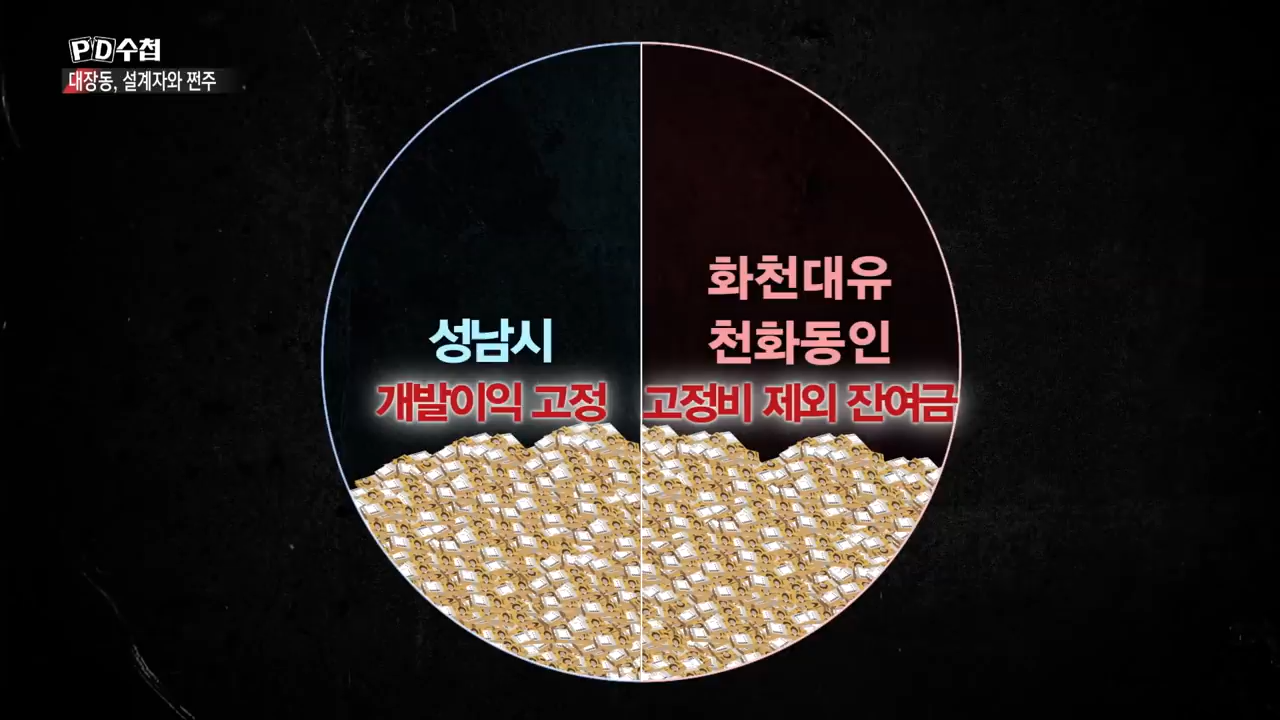 PD수첩
대장동, 설계자와 쩐주
성남시
개발이익 고정
화천대유
천화동인
고정비 제외 잔여금